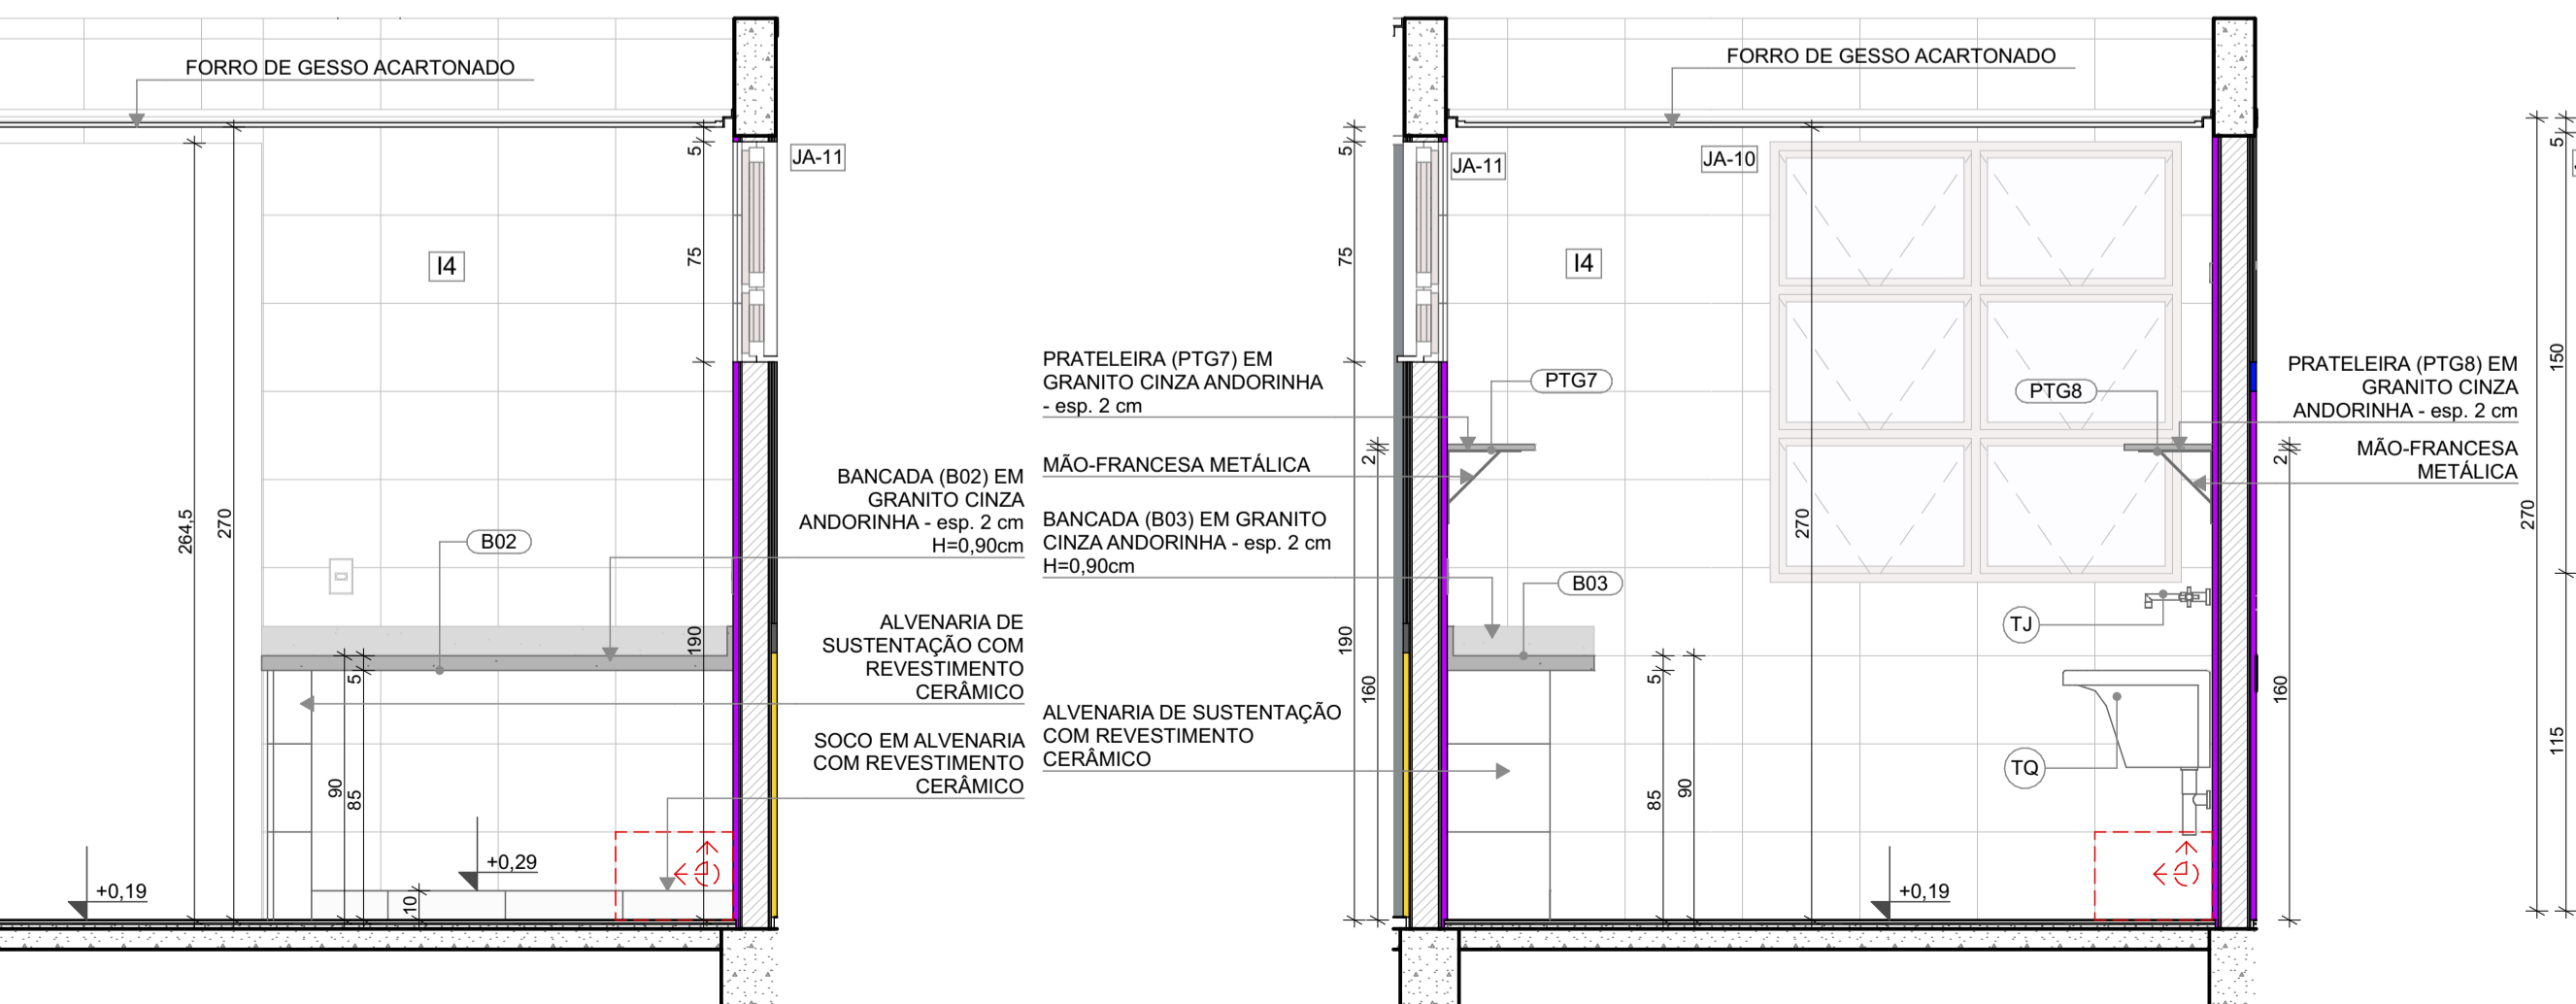 FORRO DE GESSO ACARTONADO
JA-11
I4
5
75
190
264,5
270
B02
BANCADA (B02) EM
GRANITO CINZA
ANDORINHA - esp. 2 cm
H=0,90cm
ALVENARIA DE
SUSTENTAÇÃO COM
REVESTIMENTO
CERÂMICO
SOCO EM ALVENARIA
COM REVESTIMENTO
CERÂMICO
5
90
85
10
+0,19
+0,29
FORRO DE GESSO ACARTONADO
JA-11
JA-10
I4
5
75
190
2
160
PRATELEIRA (PTG7) EM
GRANITO CINZA ANDORINHA
- esp. 2 cm
MÃO-FRANCESA METÁLICA
BANCADA (B03) EM GRANITO
CINZA ANDORINHA - esp. 2 cm
H=0,90cm
ALVENARIA DE SUSTENTAÇÃO
COM REVESTIMENTO
CERÂMICO
PTG7
B03
5
85
90
270
PTG8
TJ
TQ
+0,19
PRATELEIRA (PTG8) EM
GRANITO CINZA
ANDORINHA - esp. 2 cm
MÃO-FRANCESA
METÁLICA
2
160
270
5
150
115